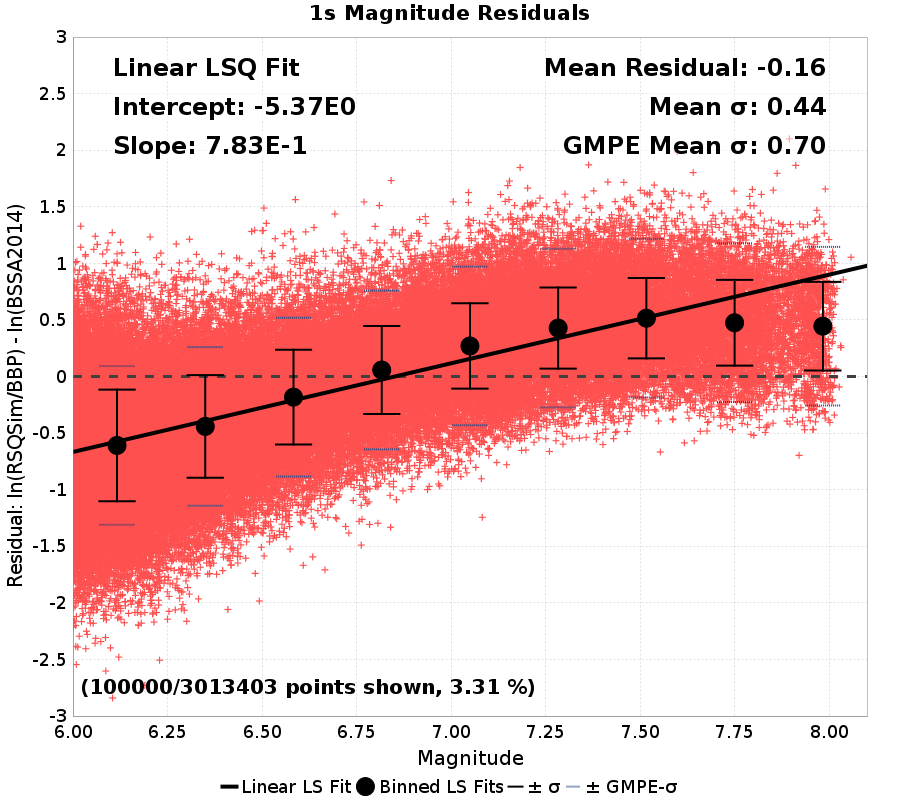 1s Magnitude Residuals
Linear LSQ Fit
Intercept: -5.37E0
Slope: 7.83E-1
Mean Residual: -0.16
Mean σ: 0.44
GMPE Mean σ: 0.70
Residual: ln(RSQSim/BBP) - ln(BSSA2014)
3
2.5
2
1.5
1
0.5
0
-0.5
-1
-1.5
-2
-2.5
-3
(100000/3013403 points shown, 3.31 %)
6.00 6.25 6.50 6.75 7.00 7.25 7.50 7.75 8.00
Magnitude
Linear LS Fit Binned LS Fits ± σ ± GMPE-σ